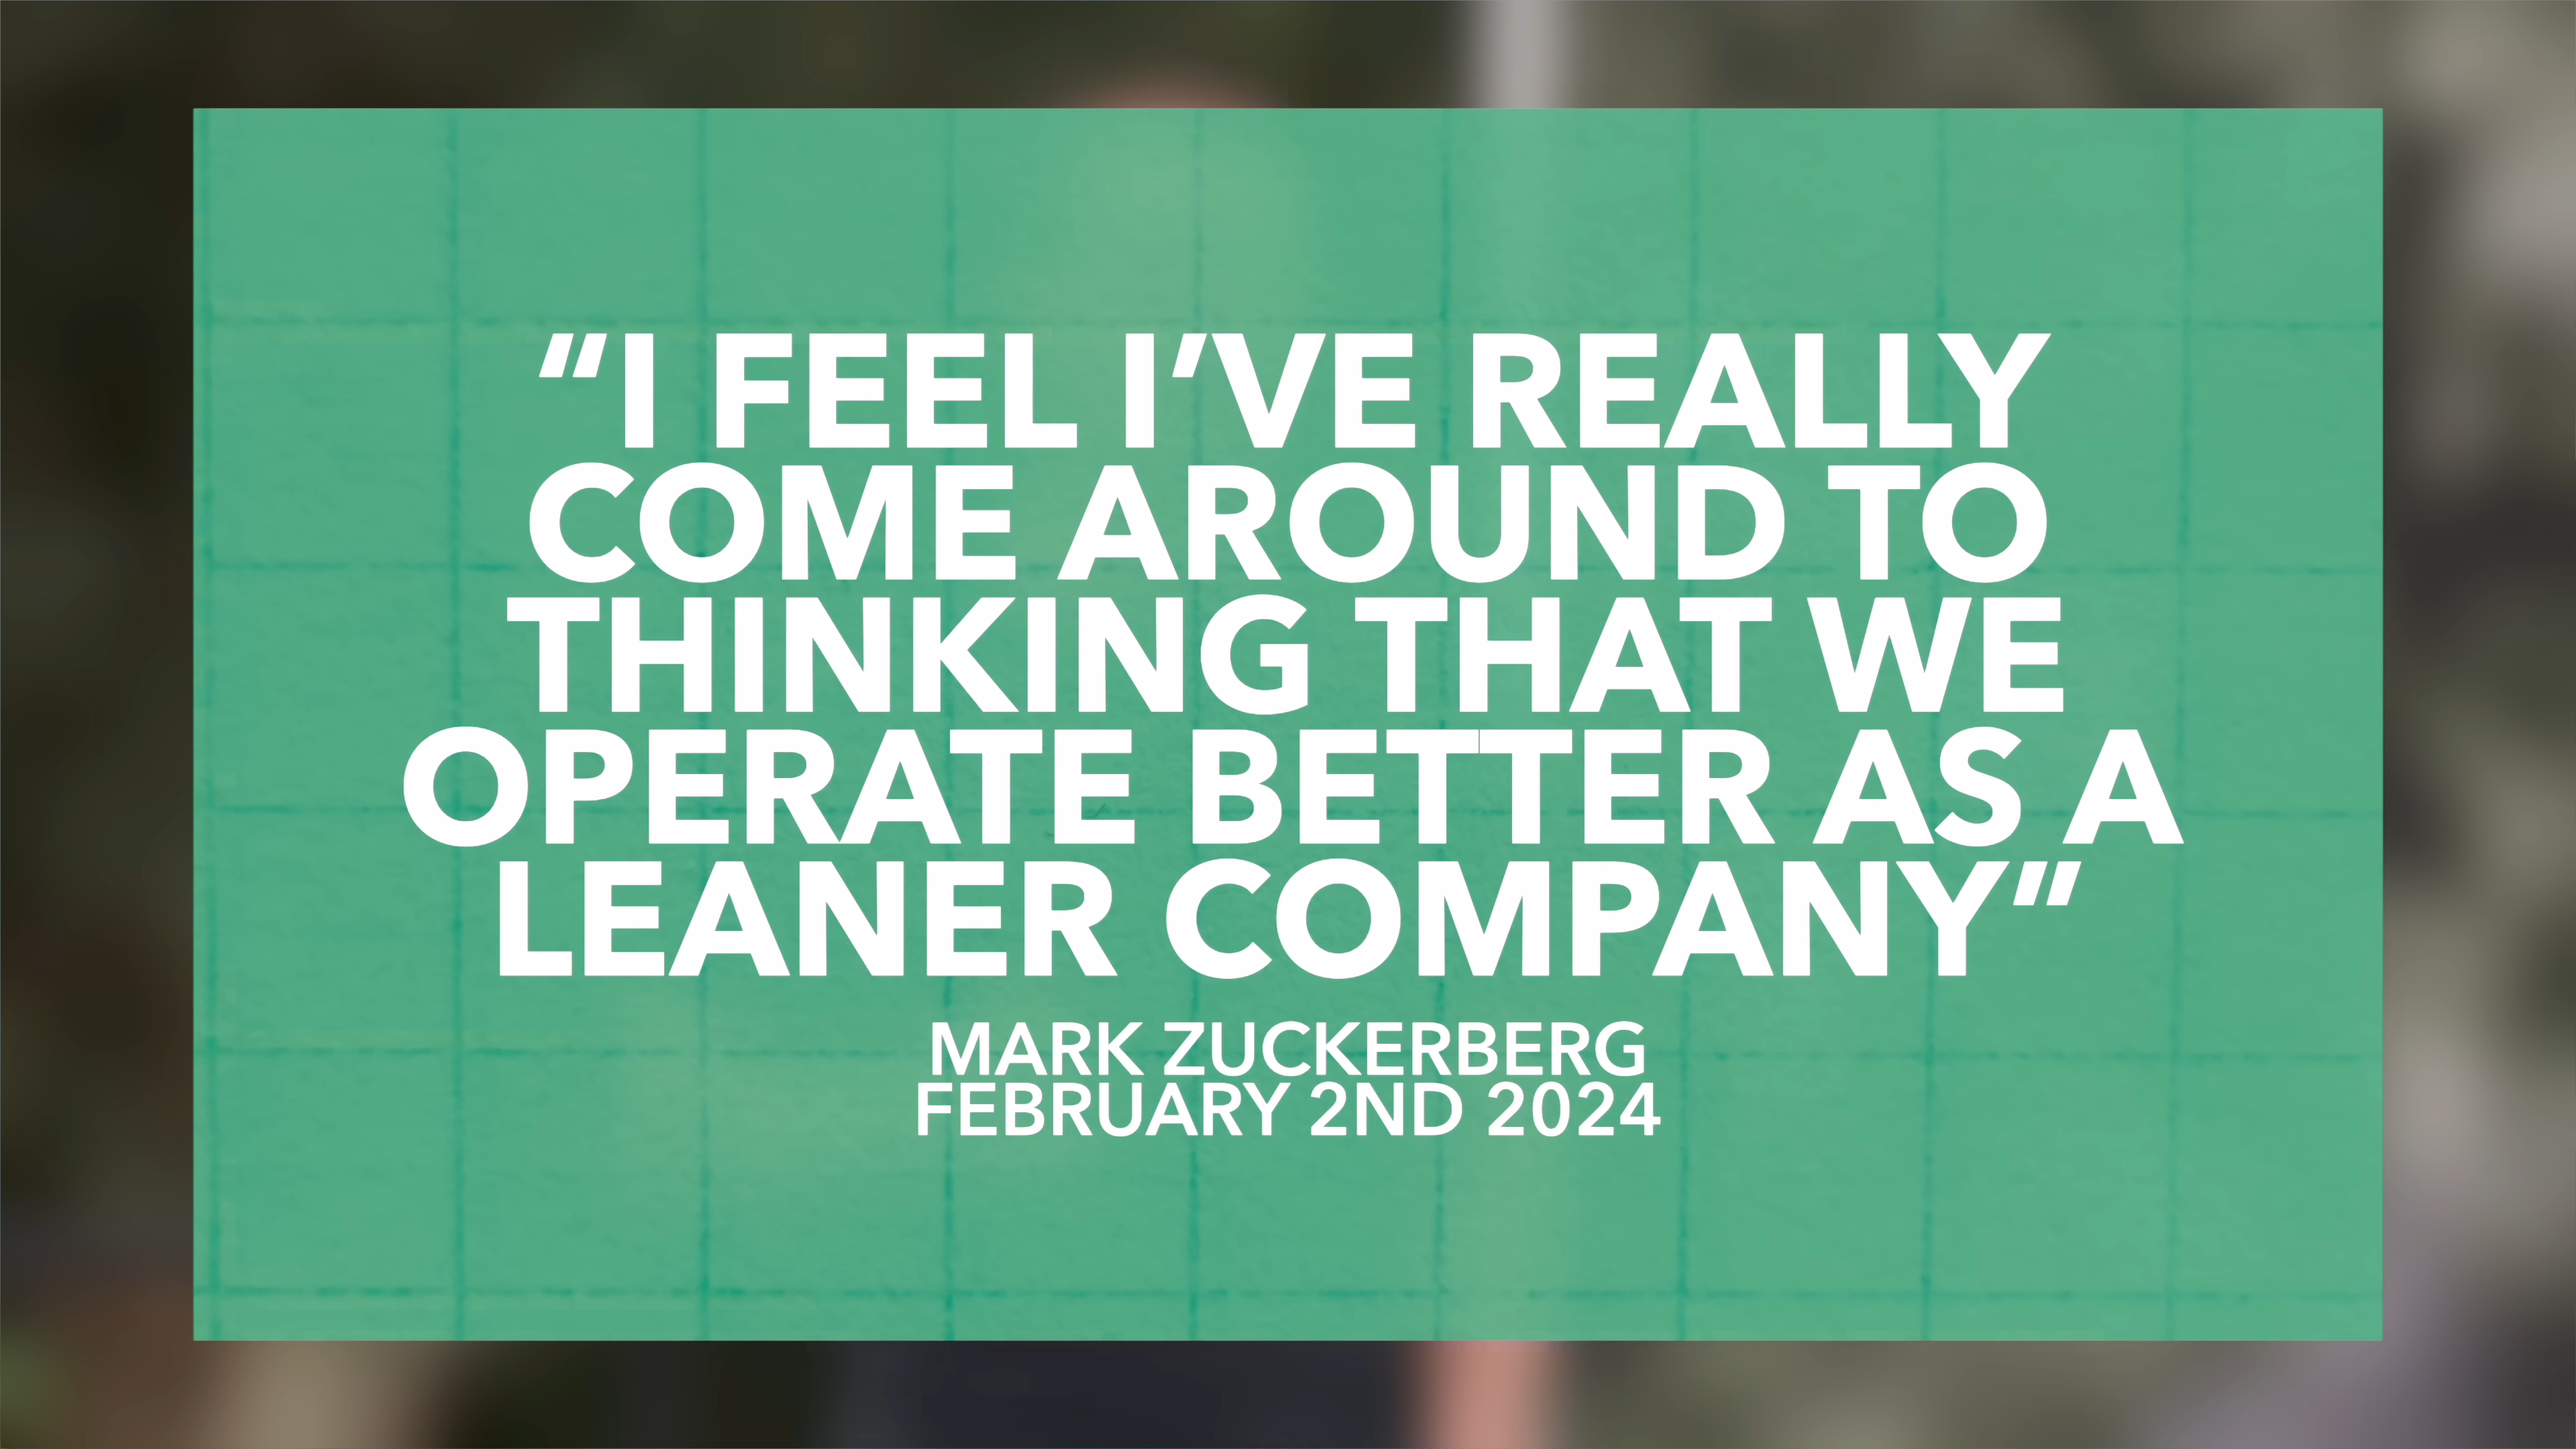 “I FEEL I’VE REALLY
COME AROUND TO
THINKING THAT WE
OPERATE BETTER AS A
LEANER COMPANY”
MARK ZUCKERBERG
FEBRUARY 2ND 2024